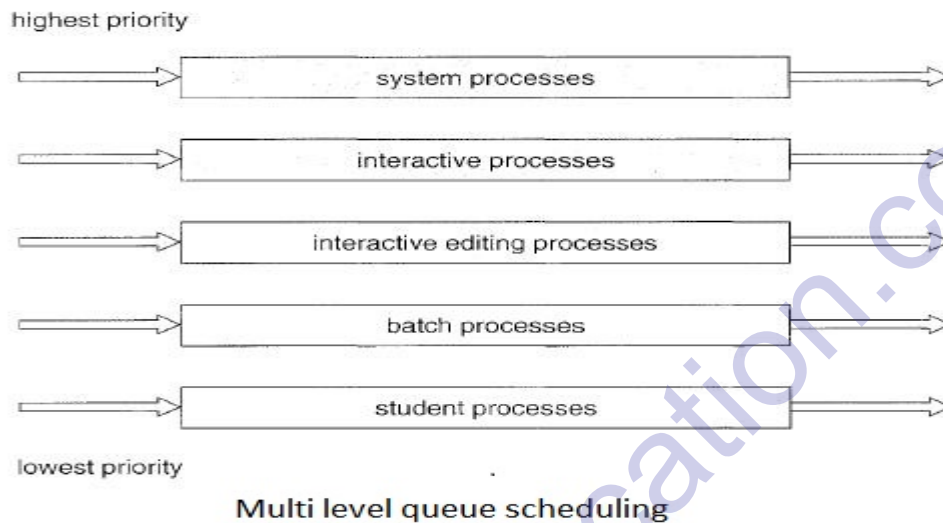 highest priority
system processes
interactive processes
interactive editing processes
batch processes
student processes
lowest priority
Multi level queue scheduling